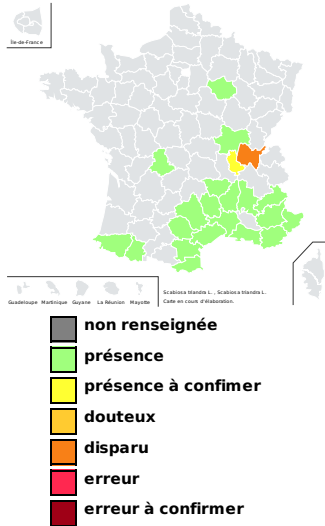 Île-de-France
Guadeloupe Martinique Guyane La Réunion Mayotte
Scabiosa triandra L. , Scabiosa triandra L.
Carte en cours d'élaboration.
non renseignée
présence
présence à confimer
douteux
disparu
erreur
erreur à confirmer